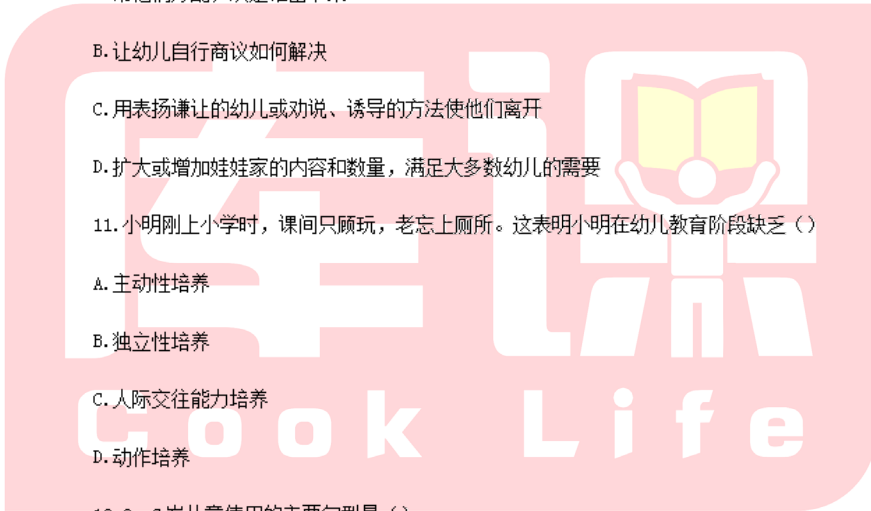 B.让幼儿自行商议如何解决
C.用表扬谦让的幼儿或劝说、诱导的方法使他们离开
D.扩大或增加娃娃家的内容和数量，满足大多数幼儿的需要
11.小明刚上小学时，课间只顾玩，老忘上厕所。这表明小明在幼儿教育阶段缺乏（）
A.主动性培养
B.独立性培养
C.人际交往能力培养
D.动作培养
库课
Cook Life